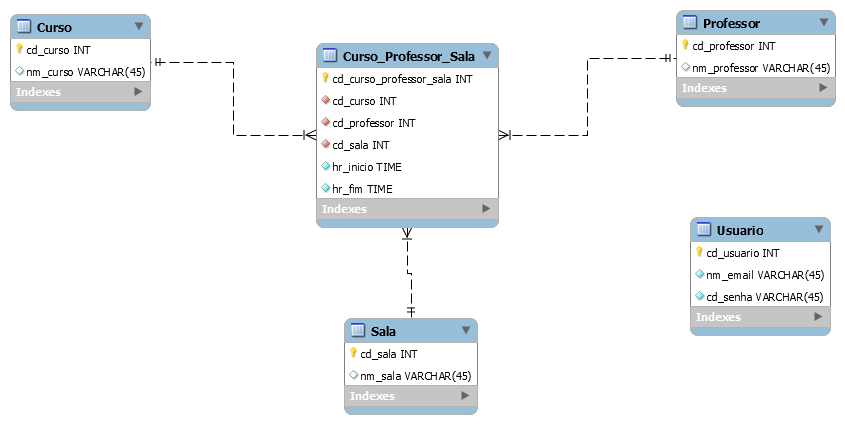 Curso
cd_curso INT
nm_curso VARCHAR(45)
Indexes
Curso_Professor_Sala
cd_curso_professor_sala INT
cd_curso INT
cd_professor INT
cd_sala INT
hr_inicio TIME
hr_fim TIME
Indexes
Professor
cd_professor INT
nm_professor VARCHAR(45)
Indexes
Usuario
cd_usuario INT
nm_email VARCHAR(45)
cd_senha VARCHAR(45)
Indexes
Sala
cd_sala INT
nm_sala VARCHAR(45)
Indexes